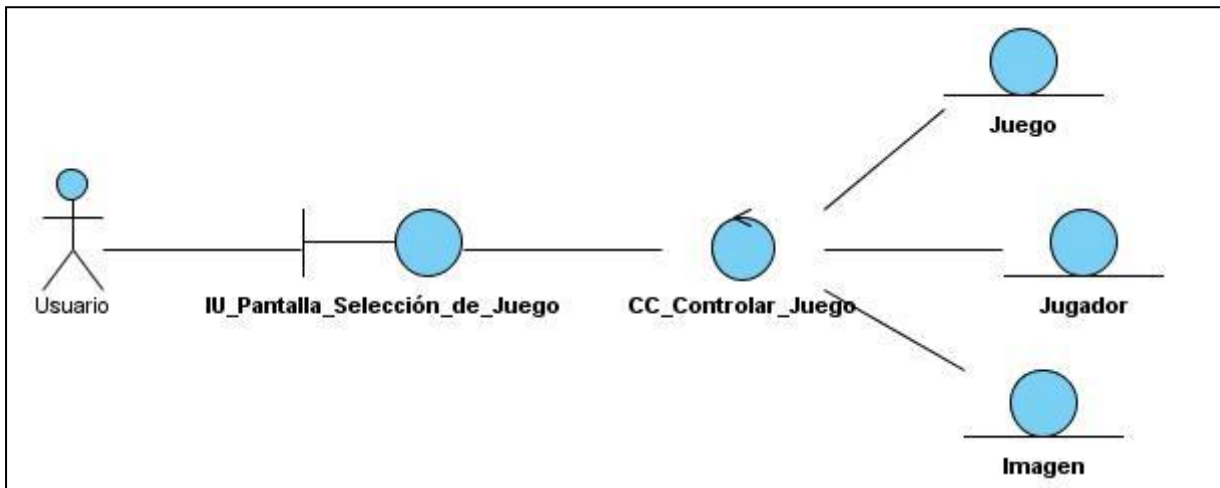 Juego
Usuario
IU_Pantalla_Selección_de_Juego
CC_Controlar_Juego
Jugador
Imagen